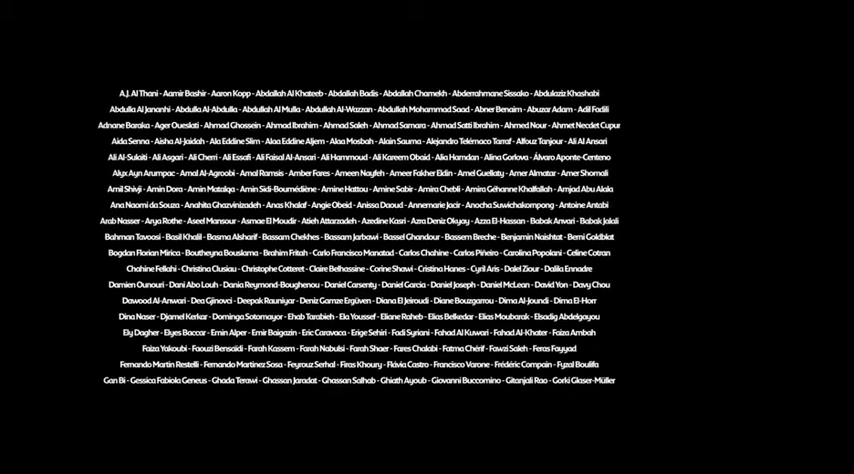 A.J. Al Thani - Aamir Bashir - Aaron Kopp - Abdallah Al Khateeb - Abdallah Badis - Abdallah Chamekh - Abderrahmane Sissako - Abdulaziz Khashabi
Abdulla Al Jananhi - Abdulla Al-Abdulla - Abdullah Al Mulla - Abdullah Al-Wazzan - Abdullah Mohammad Saad - Abner Benaim - Abuzar Adam - Adil Fadili
Adnane Baraka - Ager Oueslati - Ahmad Ghossein - Ahmad Ibrahim - Ahmad Saleh - Ahmad Samara - Ahmad Satti Ibrahim - Ahmed Nour - Ahmet Necdet Cupur
Aida Senna - Aisha Al-Jaidah - Ala Eddine Slim - Alaa Eddine Aljem - Alaa Mosbah - Alain Sauma - Alejandro Telémaco Tarraf - Alfouz Tanjour - Ali Al Ansari
Ali Al-Sulaiti - Ali Asgari - Ali Cherri - Ali Essafi - Ali Faisal Al-Ansari - Ali Hammoud - Ali Kareem Obaid - Alia Hamdan - Alina Gorlova - Álvaro Aponte-Centeno
Alyx Ayn Arumpac - Amal Al-Agroobi - Amal Ramsis - Amber Fares - Ameen Nayfeh - Ameer Fakher Eldin - Amel Guellaty - Amer Almatar - Amer Shomali
Amil Shivji - Amin Dora - Amin Matalqa - Amin Sidi-Boumédiène - Amine Hattou - Amine Sabir - Amira Chebli - Amira Géhanne Khalfallah - Amjad Abu Alala
Ana Naomi de Sousa - Anahita Ghazvinizadeh - Anas Khalaf - Angie Obeid - Anissa Daoud - Annemarie Jacir - Anocha Suwichakornpong - Antoine Antabi
Arab Nasser - Arya Rothe - Aseel Mansour - Asmae El Moudir - Atieh Attarzadeh - Azedine Kasri - Azra Deniz Okyay - Azza El-Hassan - Babak Anvari - Babak Jalali
Bahman Tavoosi - Basil Khalil - Basma Alsharif - Bassam Chekhes - Bassam Jarbawi - Bassel Ghandour - Bassem Breche - Benjamin Naishtat - Berni Goldblat
Bogdan Florian Mirica - Boutheyna Bouslama - Brahim Fritah - Carlo Francisco Manatad - Carlos Chahine - Carlos Piñeiro - Carolina Popolani - Celine Cotran
Chahine Fellahi - Christina Clusiau - Christophe Cotteret - Claire Belhassine - Corine Shawi - Cristina Hanes - Cyril Aris - Dalel Ziour - Dalila Ennadre
Damien Ounouri - Dani Abo Louh - Dania Reymond-Boughenou - Daniel Carsenty - Daniel Garcia - Daniel Joseph - Daniel McLean - David Yon - Davy Chou
Dawood Al-Anwari - Dea Gjinovci - Deepak Rauniyar - Deniz Gamze Ergüven - Diana El Jeiroudi - Diane Bouzgarrou - Dima Al-Joundi - Dima El-Horr
Dina Naser - Djamel Kerkar - Dominga Sotomayor - Ehab Tarabieh - Ela Youssef - Eliane Raheb - Elias Belkedar - Elias Moubarak - Elsadig Abdelgayou
Ely Dagher - Elyes Baccar - Emin Alper - Emir Baigazin - Eric Caravaca - Erige Sehiri - Fadi Syriani - Fahad Al Kuwari - Fahad Al-Khater - Faiza Ambah
Faiza Yakoubi - Faouzi Bensaïdi - Farah Kassem - Farah Nabulsi - Farah Shaer - Fares Chalabi - Fatma Chérif - Fawzi Saleh - Feras Fayyad
Fernando Martin Restelli - Fernando Martinez Sosa - Feyrouz Serhal - Firas Khoury - Flávia Castro - Francisco Varone - Frédéric Compain - Fyzal Boulifa
Gan Bi - Gessica Fabiola Geneus - Ghada Terawi - Ghassan Jaradat - Ghassan Salhab - Ghiath Ayoub - Giovanni Buccomino - Gitanjali Rao - Gorki Glaser-Müller